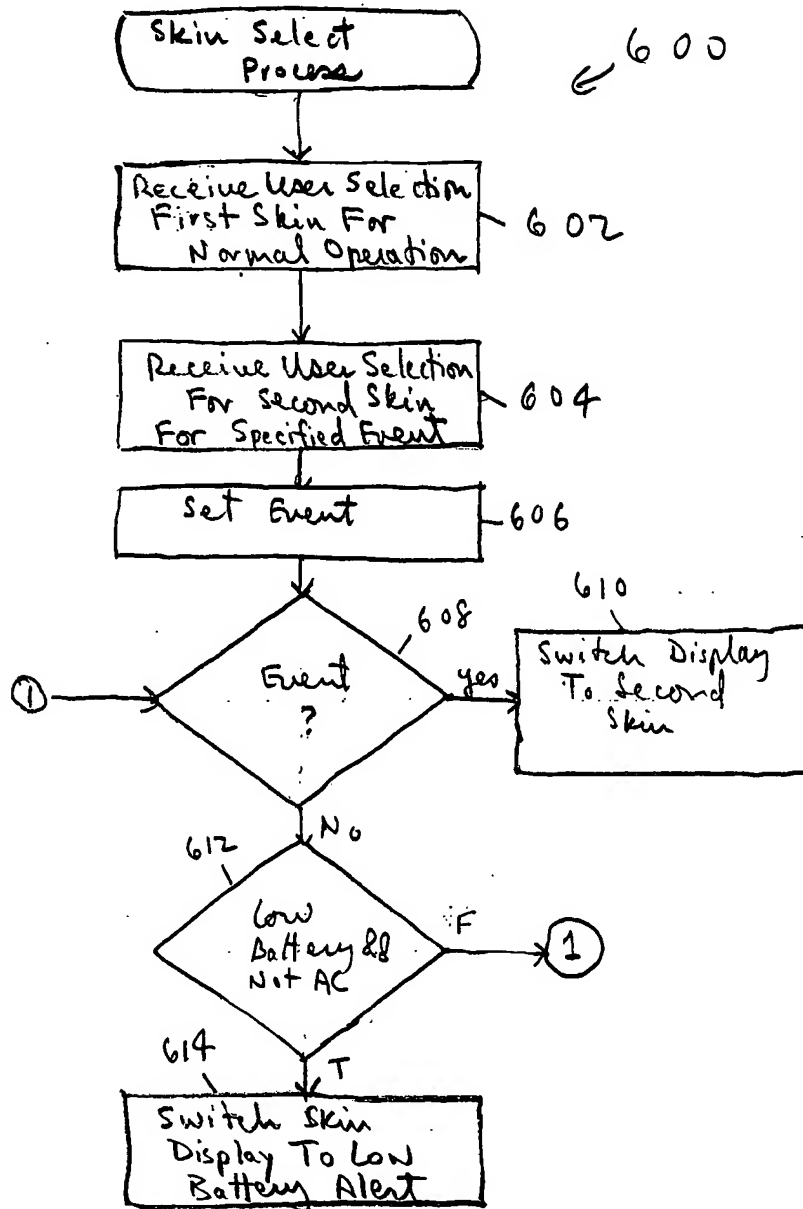 Skin Select
Process
600
Receive User Selection
First Skin For
Normal Operation
602
Receive User Selection
For Second Skin
For Specified Event
604
Set Event
606
608
610
Event
?
yes
Switch Display
To Second
Skin
1
No
612
Low
Battery &&
Not AC
F
1
614
T
Switch Skin
Display To Low
Battery Alert